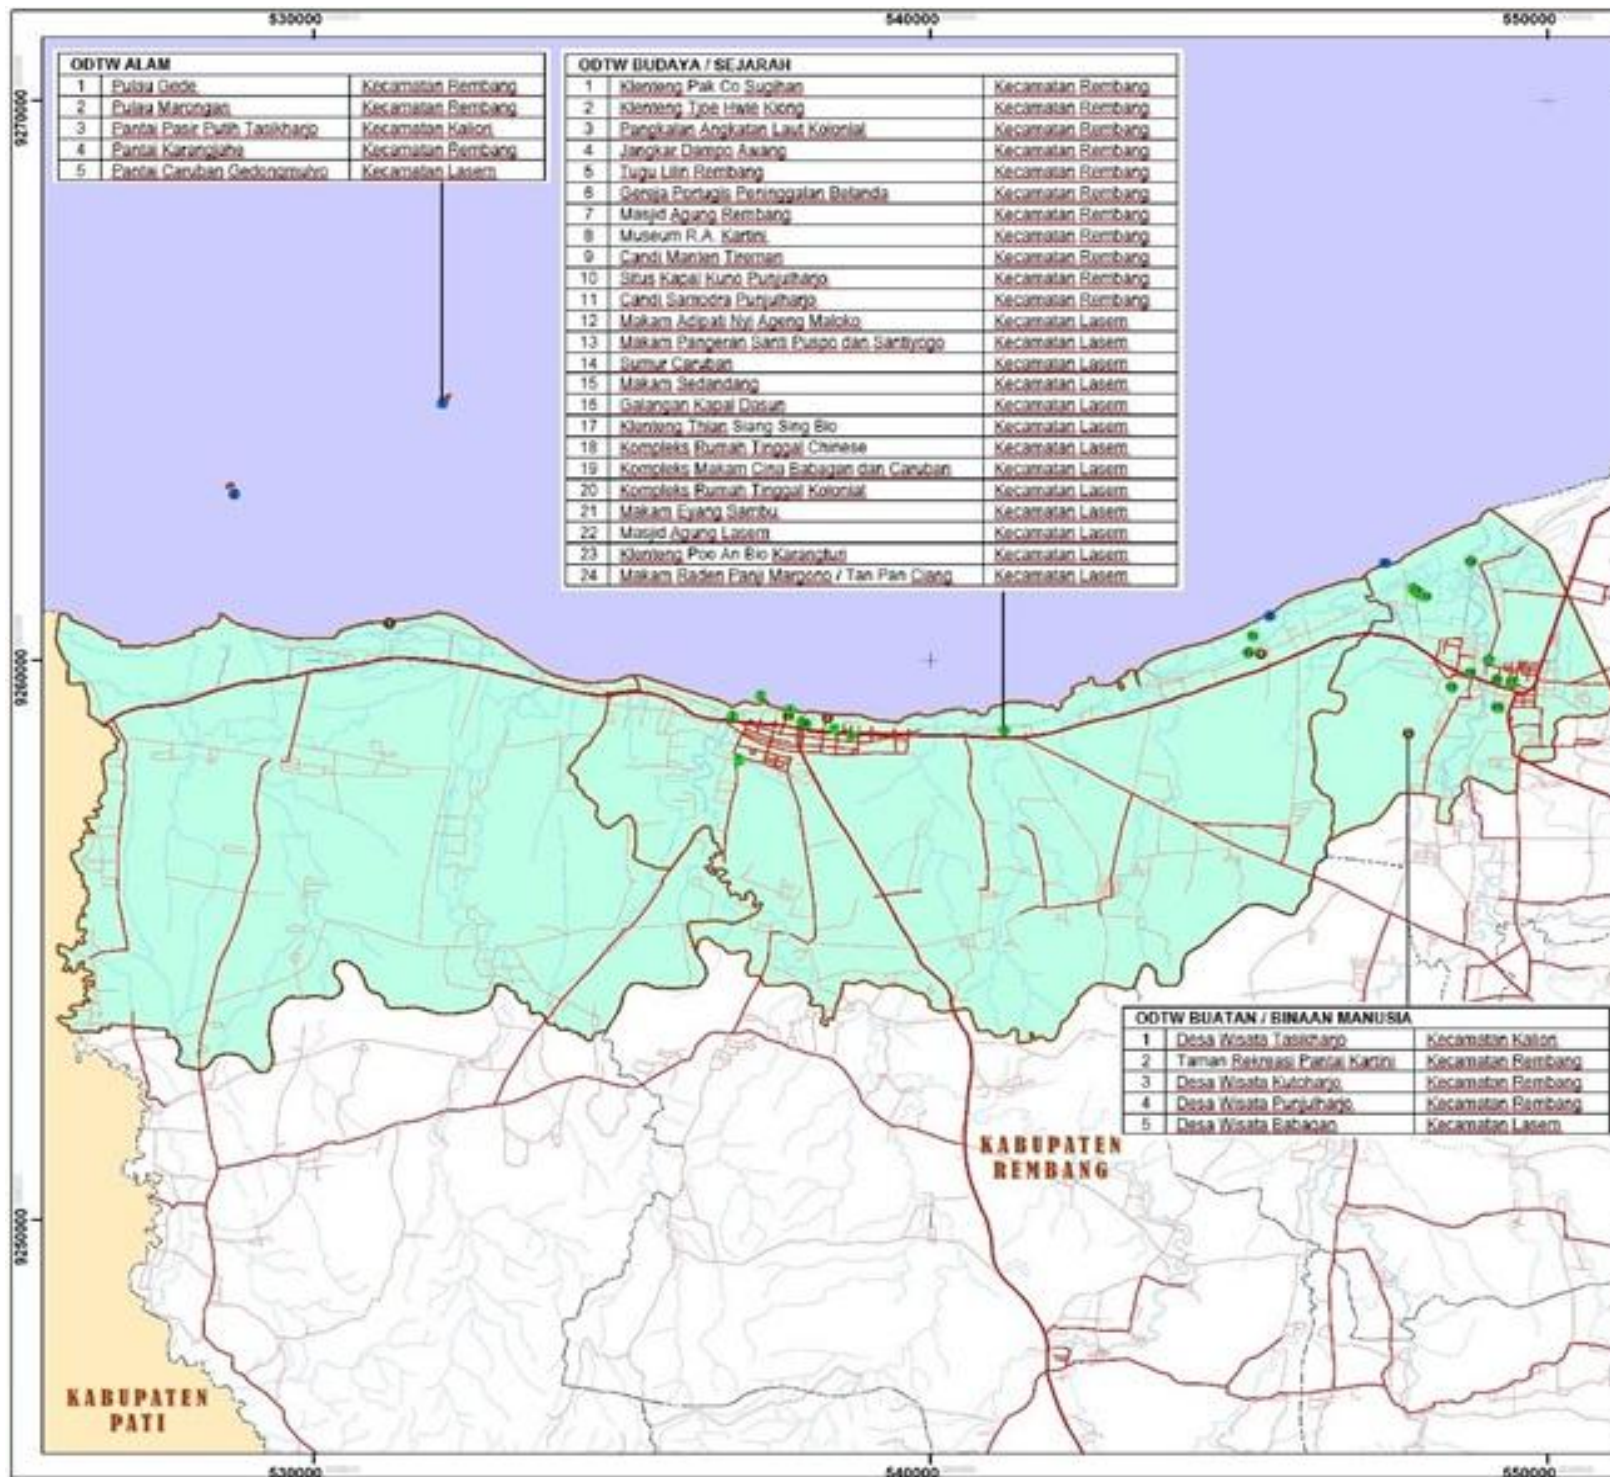 530000 540000 550000
ODTW ALAM
1 Pulau Gede Kecamatan Rembang
2 Pulau Marongan Kecamatan Rembang
3 Pantai Pasir Putih Tasikharjo Kecamatan Kaliori
4 Pantai Karangjahe Kecamatan Rembang
5 Pantai Caruban Gedongmulyo Kecamatan Lasem
ODTW BUDAYA / SEJARAH
1 Klenteng Pak Co Sugihan Kecamatan Rembang
2 Klenteng Tjoe Hwie Kiong Kecamatan Rembang
3 Pangkalan Angkatan Laut Kolonial Kecamatan Rembang
4 Jangkar Dampo Awang Kecamatan Rembang
5 Tugu Lilin Rembang Kecamatan Rembang
6 Gereja Portugis Peninggalan Belanda Kecamatan Rembang
7 Masjid Agung Rembang Kecamatan Rembang
8 Museum R.A. Kartini Kecamatan Rembang
9 Candi Manten Tireman Kecamatan Rembang
10 Situs Kapal Kuno Punjulharjo Kecamatan Rembang
11 Candi Samodra Punjulharjo Kecamatan Rembang
12 Makam Adipati Nyi Ageng Maloko Kecamatan Lasem
13 Makam Pangeran Santi Puspo dan Santiyogo Kecamatan Lasem
14 Sumur Caruban Kecamatan Lasem
15 Makam Sedandang Kecamatan Lasem
16 Galangan Kapal Dasun Kecamatan Lasem
17 Klenteng Thian Siang Sing Bio Kecamatan Lasem
18 Kompleks Rumah Tinggal Chinese Kecamatan Lasem
19 Kompleks Makam Cina Babagan dan Caruban Kecamatan Lasem
20 Kompleks Rumah Tinggal Kolonial Kecamatan Lasem
21 Makam Eyang Sambu Kecamatan Lasem
22 Masjid Agung Lasem Kecamatan Lasem
23 Klenteng Poo An Bio Karangturi Kecamatan Lasem
24 Makam Raden Panji Margono / Tan Pan Ciang Kecamatan Lasem
9270000
9260000
9250000
ODTW BUATAN / BINAAN MANUSIA
1 Desa Wisata Tasikharjo Kecamatan Kaliori
2 Taman Rekreasi Pantai Kartini Kecamatan Rembang
3 Desa Wisata Kutoharjo Kecamatan Rembang
4 Desa Wisata Punjulharjo Kecamatan Rembang
5 Desa Wisata Babagan Kecamatan Lasem
KABUPATEN
REMBANG
KABUPATEN
PATI
530000 540000 550000